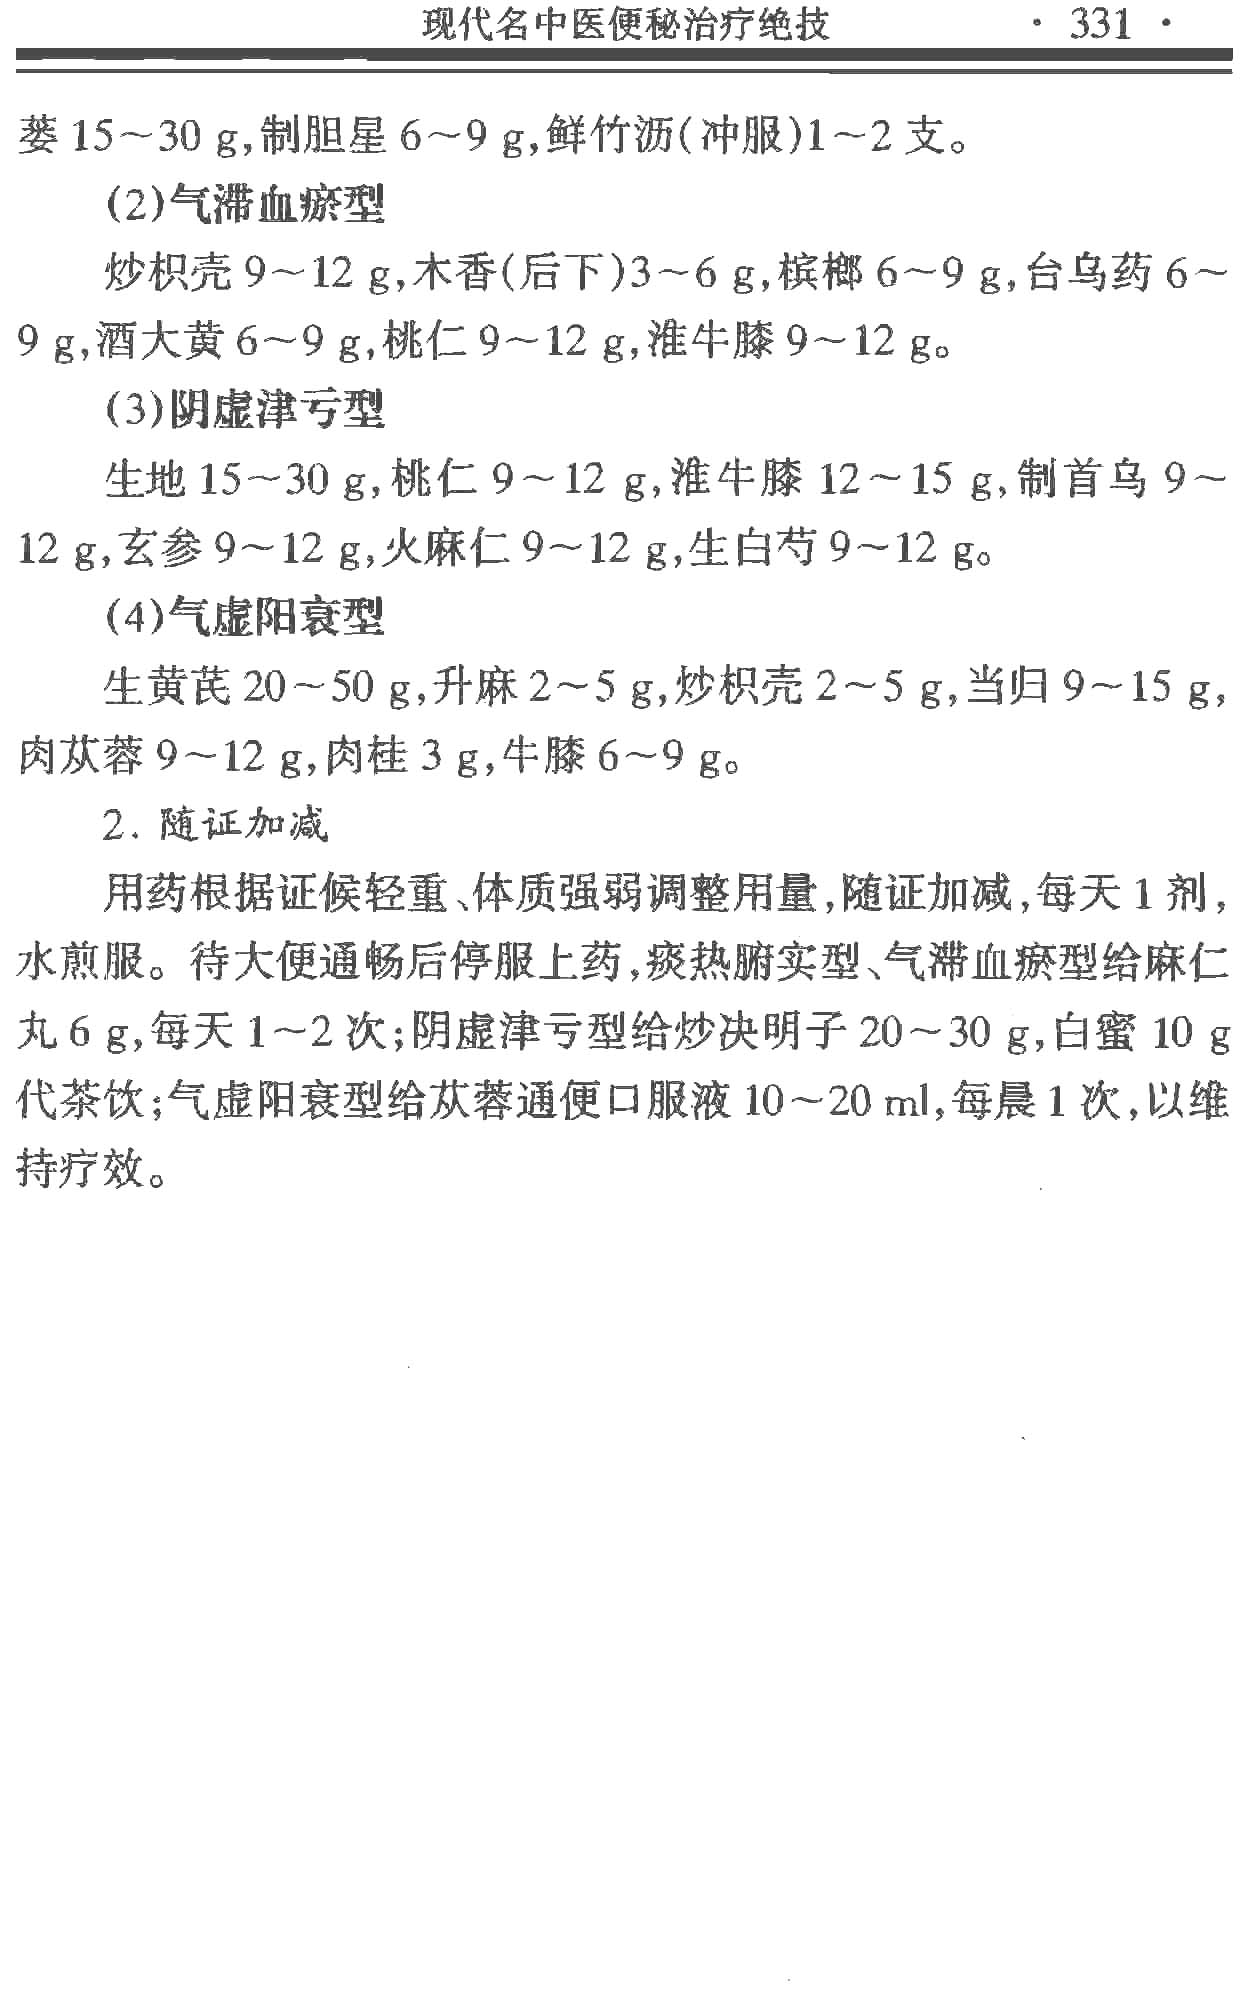 现代名中医便秘治疗绝技 · 331 ·
蒌 15～30 g,制胆星 6～9 g,鲜竹沥(冲服)1～2 支。
(2)气滞血瘀型
炒枳壳 9～12 g,木香(后下)3～6 g,槟榔 6～9 g,台乌药 6～
9 g,酒大黄 6～9 g,桃仁 9～12 g,淮牛膝 9～12 g。
(3)阴虚津亏型
生地 15～30 g,桃仁 9～12 g,淮牛膝 12～15 g,制首乌 9～
12 g,玄参 9～12 g,火麻仁 9～12 g,生白芍 9～12 g。
(4)气虚阳衰型
生黄芪 20～50 g,升麻 2～5 g,炒枳壳 2～5 g,当归 9～15 g,
肉苁蓉 9～12 g,肉桂 3 g,牛膝 6～9 g。
2. 随证加减
用药根据证候轻重、体质强弱调整用量,随证加减,每天 1 剂,
水煎服。待大便通畅后停服上药,痰热腑实型、气滞血瘀型给麻仁
丸 6 g,每天 1～2 次;阴虚津亏型给炒决明子 20～30 g,白蜜 10 g
代茶饮;气虚阳衰型给苁蓉通便口服液 10～20 ml,每晨 1 次,以维
持疗效。